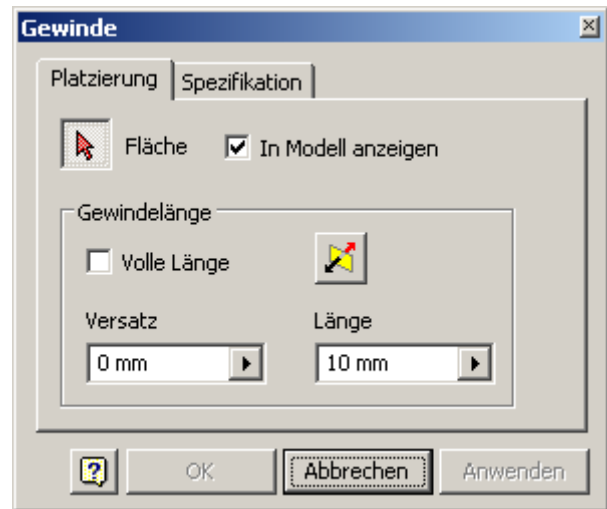 Gewinde
Platzierung Spezifikation
Fläche In Modell anzeigen
Gewindelänge
Volle Länge
Versatz Länge
0 mm 10 mm
? OK Abbrechen Anwenden